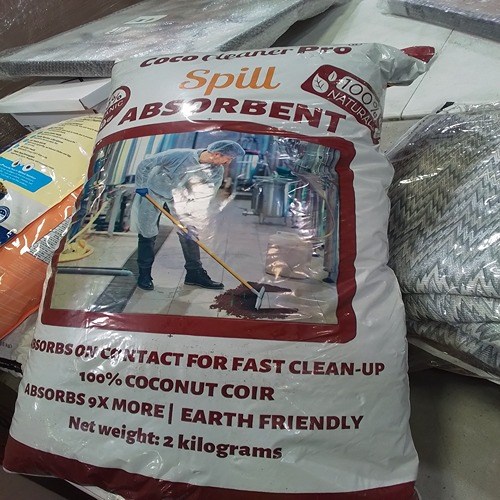 Coco Cleaner Pro
Spill
ABSORBENT
100%
NATURAL
ABSORBS ON CONTACT FOR FAST CLEAN-UP
100% COCONUT COIR
ABSORBS 9X MORE | EARTH FRIENDLY
Net weight: 2 kilograms